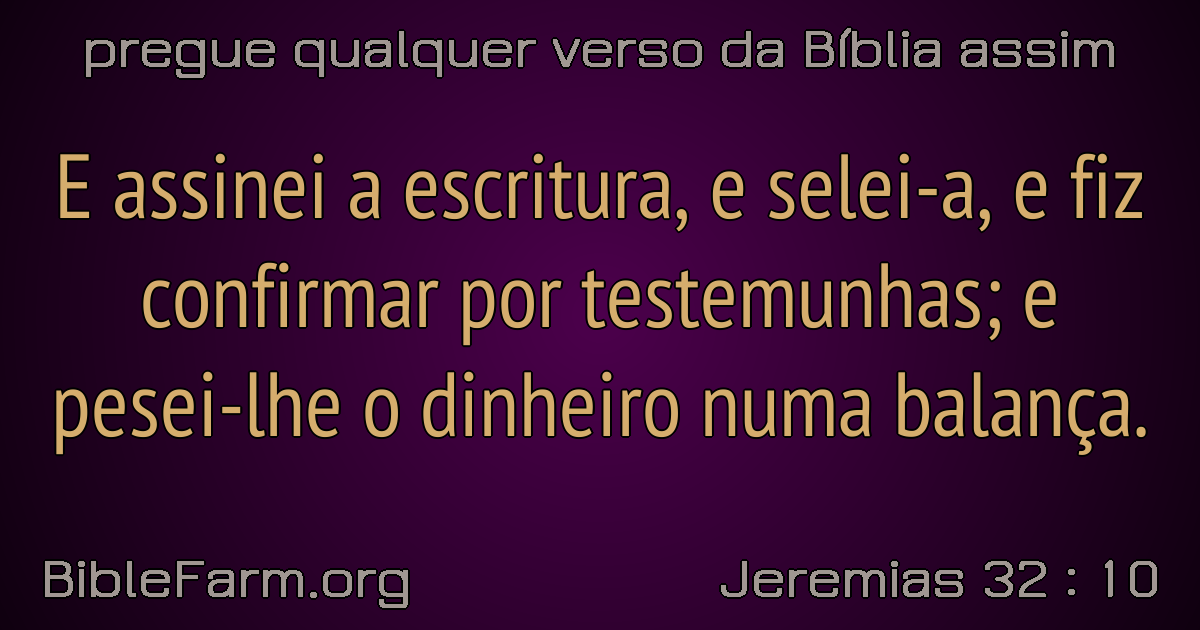 pregue qualquer verso da Bíblia assim
E assinei a escritura, e selei-a, e fiz
confirmar por testemunhas; e
pesei-lhe o dinheiro numa balança.
BibleFarm.org
Jeremias 32 : 10